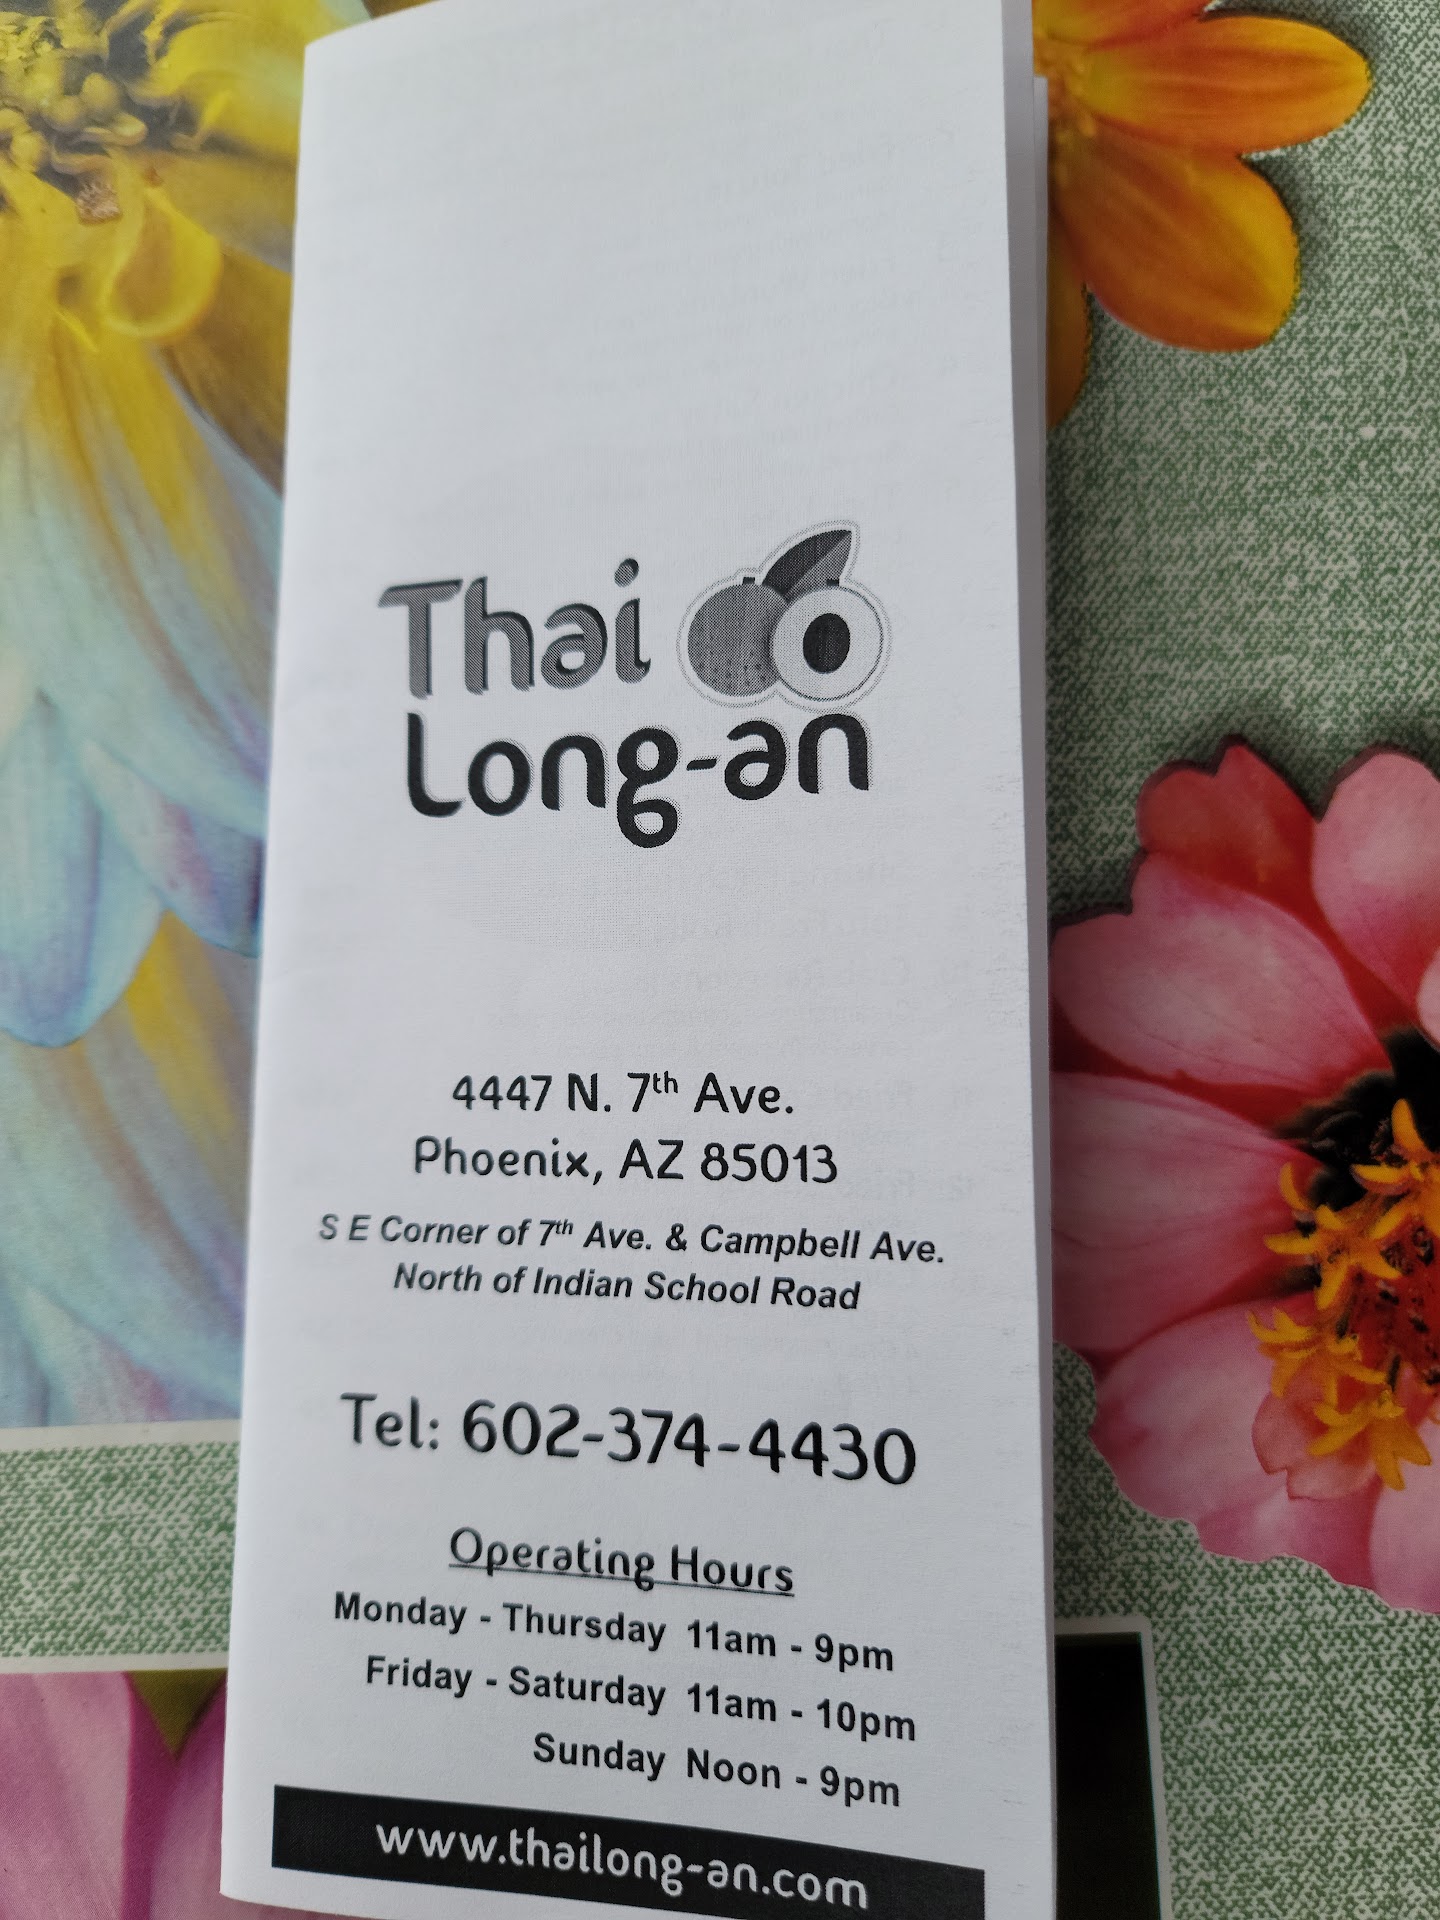 Thai
Long-an
4447 N. 7th Ave.
Phoenix, AZ 85013
S E Corner of 7th Ave. & Campbell Ave.
North of Indian School Road
Tel: 602-374-4430
Operating Hours
Monday - Thursday 11am - 9pm
Friday - Saturday 11am - 10pm
Sunday Noon - 9pm
www.thailong-an.com